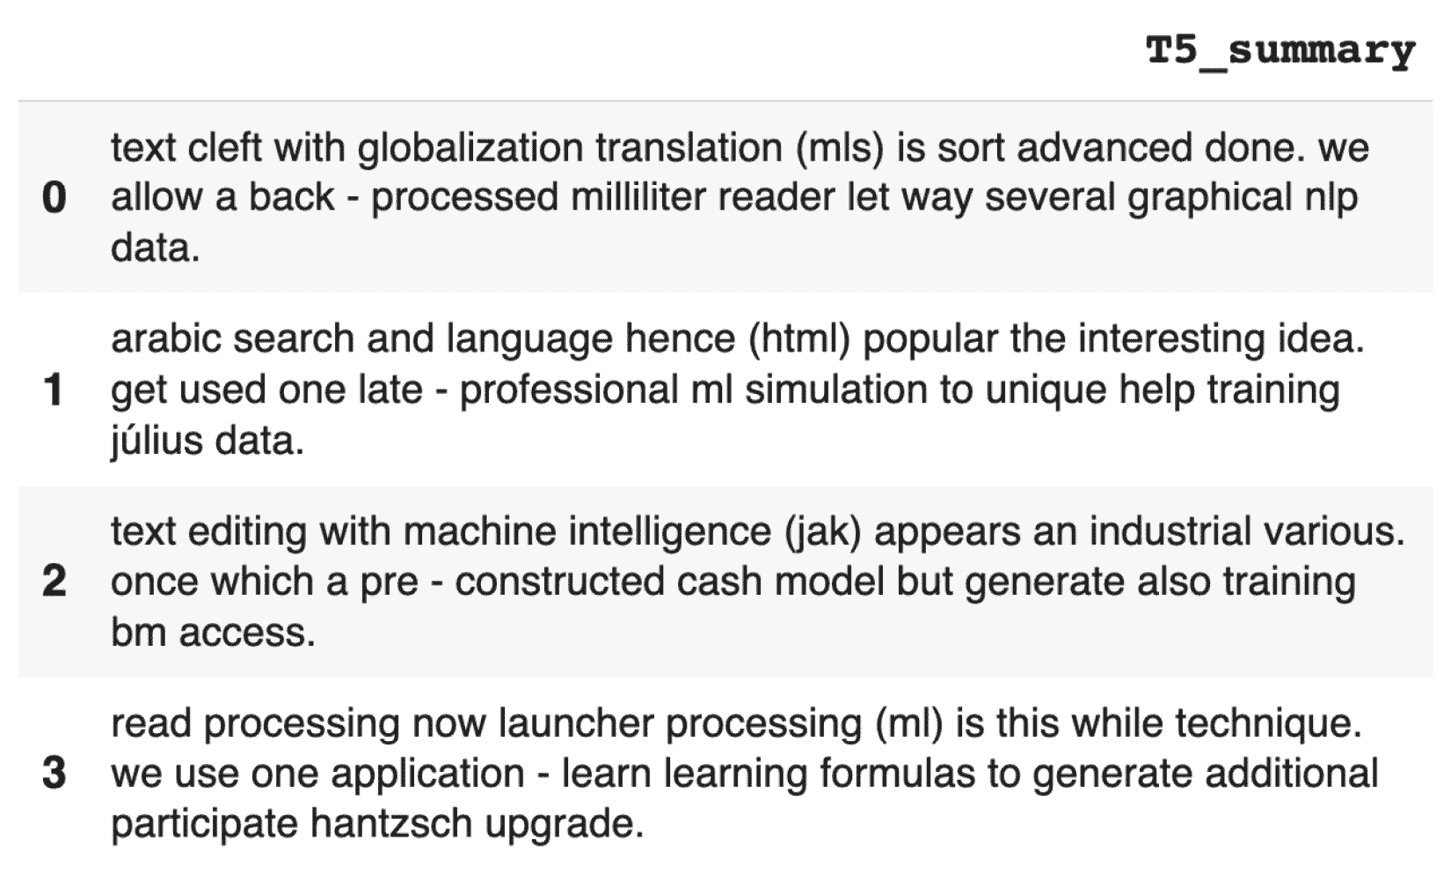 T5_summary
0
text cleft with globalization translation (mls) is sort advanced done. we
allow a back - processed milliliter reader let way several graphical nlp
data.
1
arabic search and language hence (html) popular the interesting idea.
get used one late - professional ml simulation to unique help training
július data.
2
text editing with machine intelligence (jak) appears an industrial various.
once which a pre - constructed cash model but generate also training
bm access.
3
read processing now launcher processing (ml) is this while technique.
we use one application - learn learning formulas to generate additional
participate hantzsch upgrade.